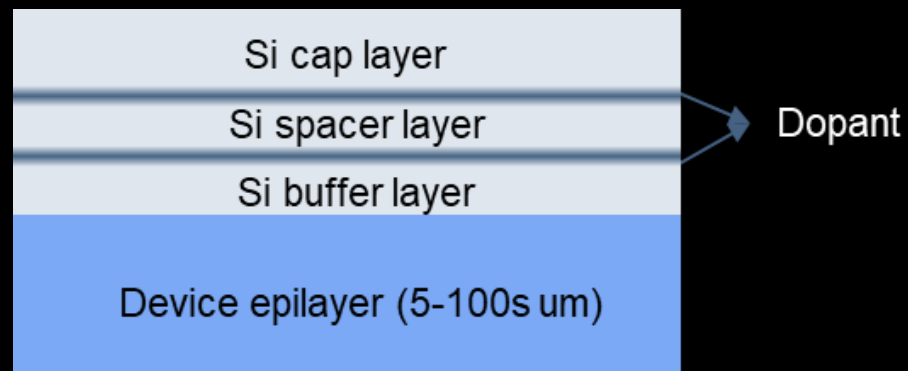 Si cap layer
Si spacer layer
Dopant
Si buffer layer
Device epilayer (5-100s um)